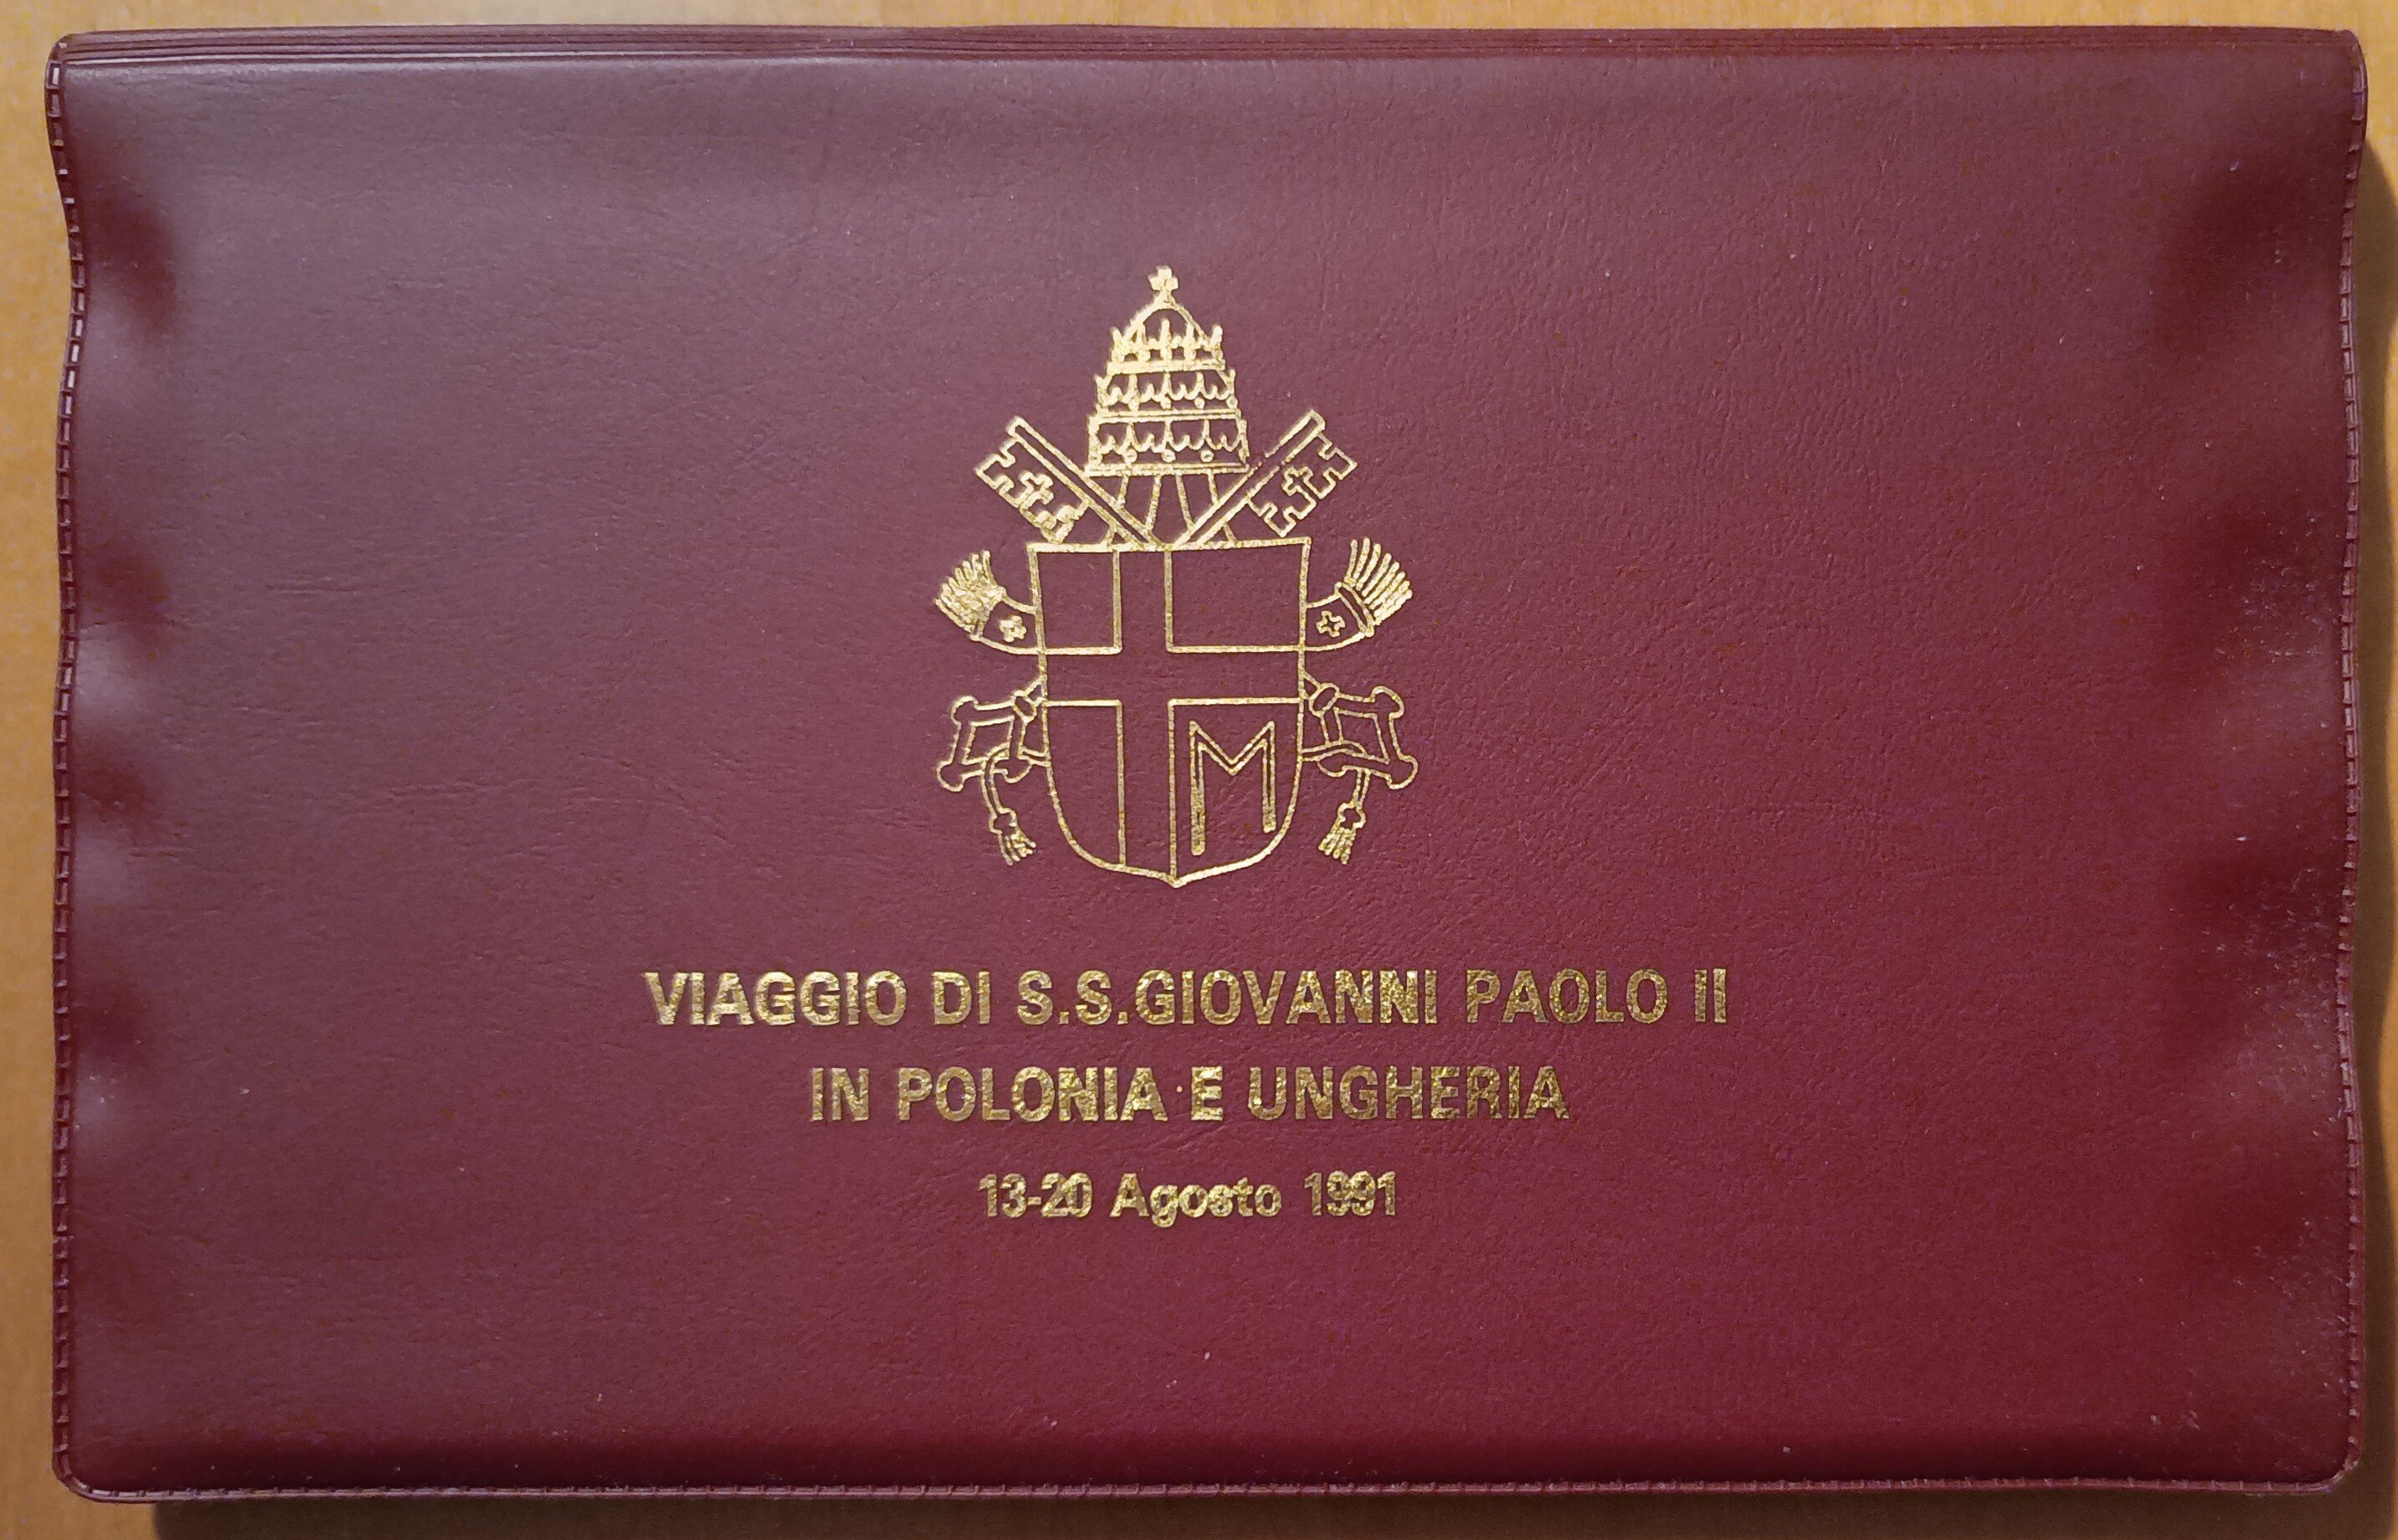 M
VIAGGIO DI S.S.GIOVANNI PAOLO II
IN POLONIA E UNGHERIA
13-20 Agosto 1991